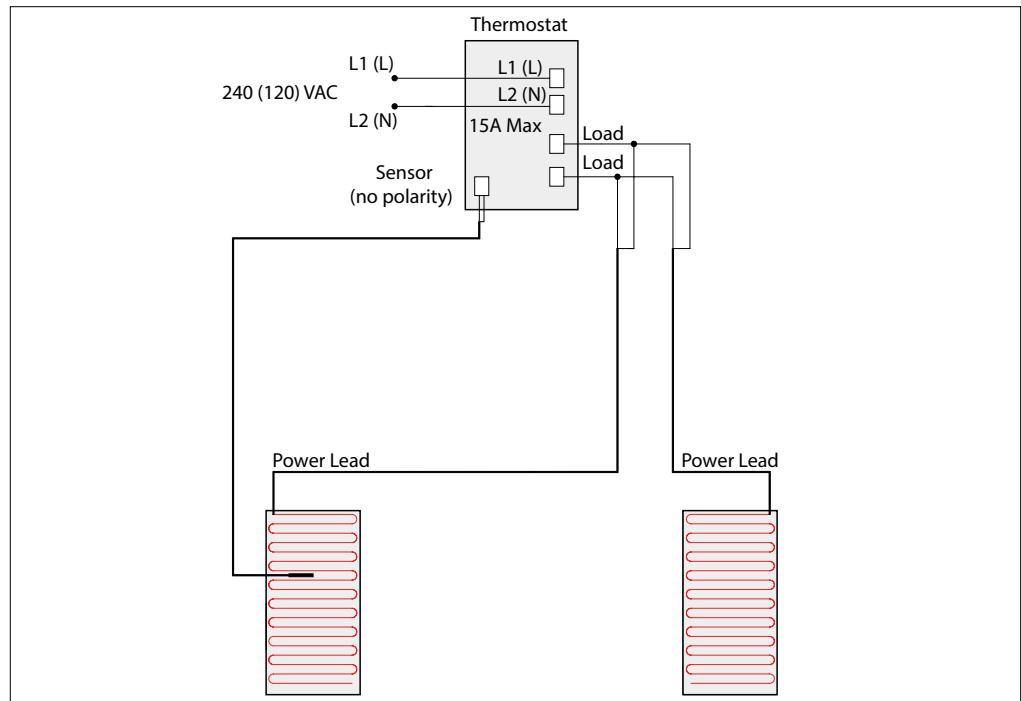 Thermostat
L1 (L)
L1 (L)
240 (120) VAC
L2 (N)
L2 (N)
15A Max
Load
Load
Sensor
(no polarity)
Power Lead
Power Lead